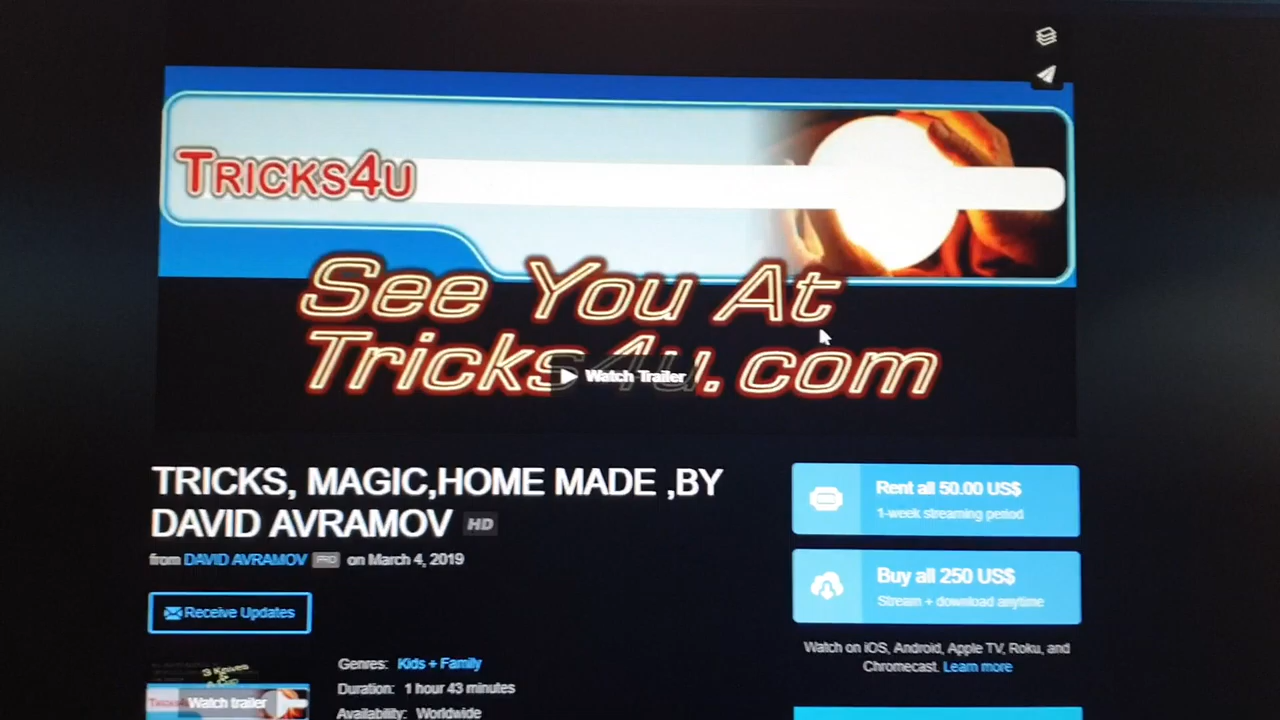 TRICKS4U
See You At
Tricks4u.com
Watch Trailer
TRICKS, MAGIC,HOME MADE ,BY
DAVID AVRAMOV HD
from DAVID AVRAMOV PRO on March 4, 2019
Receive Updates
Rent all 50.00 US$
1-week streaming period
Buy all 250 US$
Stream + download anytime
Watch on iOS, Android, Apple TV, Roku, and
Chromecast. Learn more
3 Knives
Watch trailer
Genres: Kids + Family
Duration: 1 hour 43 minutes
Availability: Worldwide